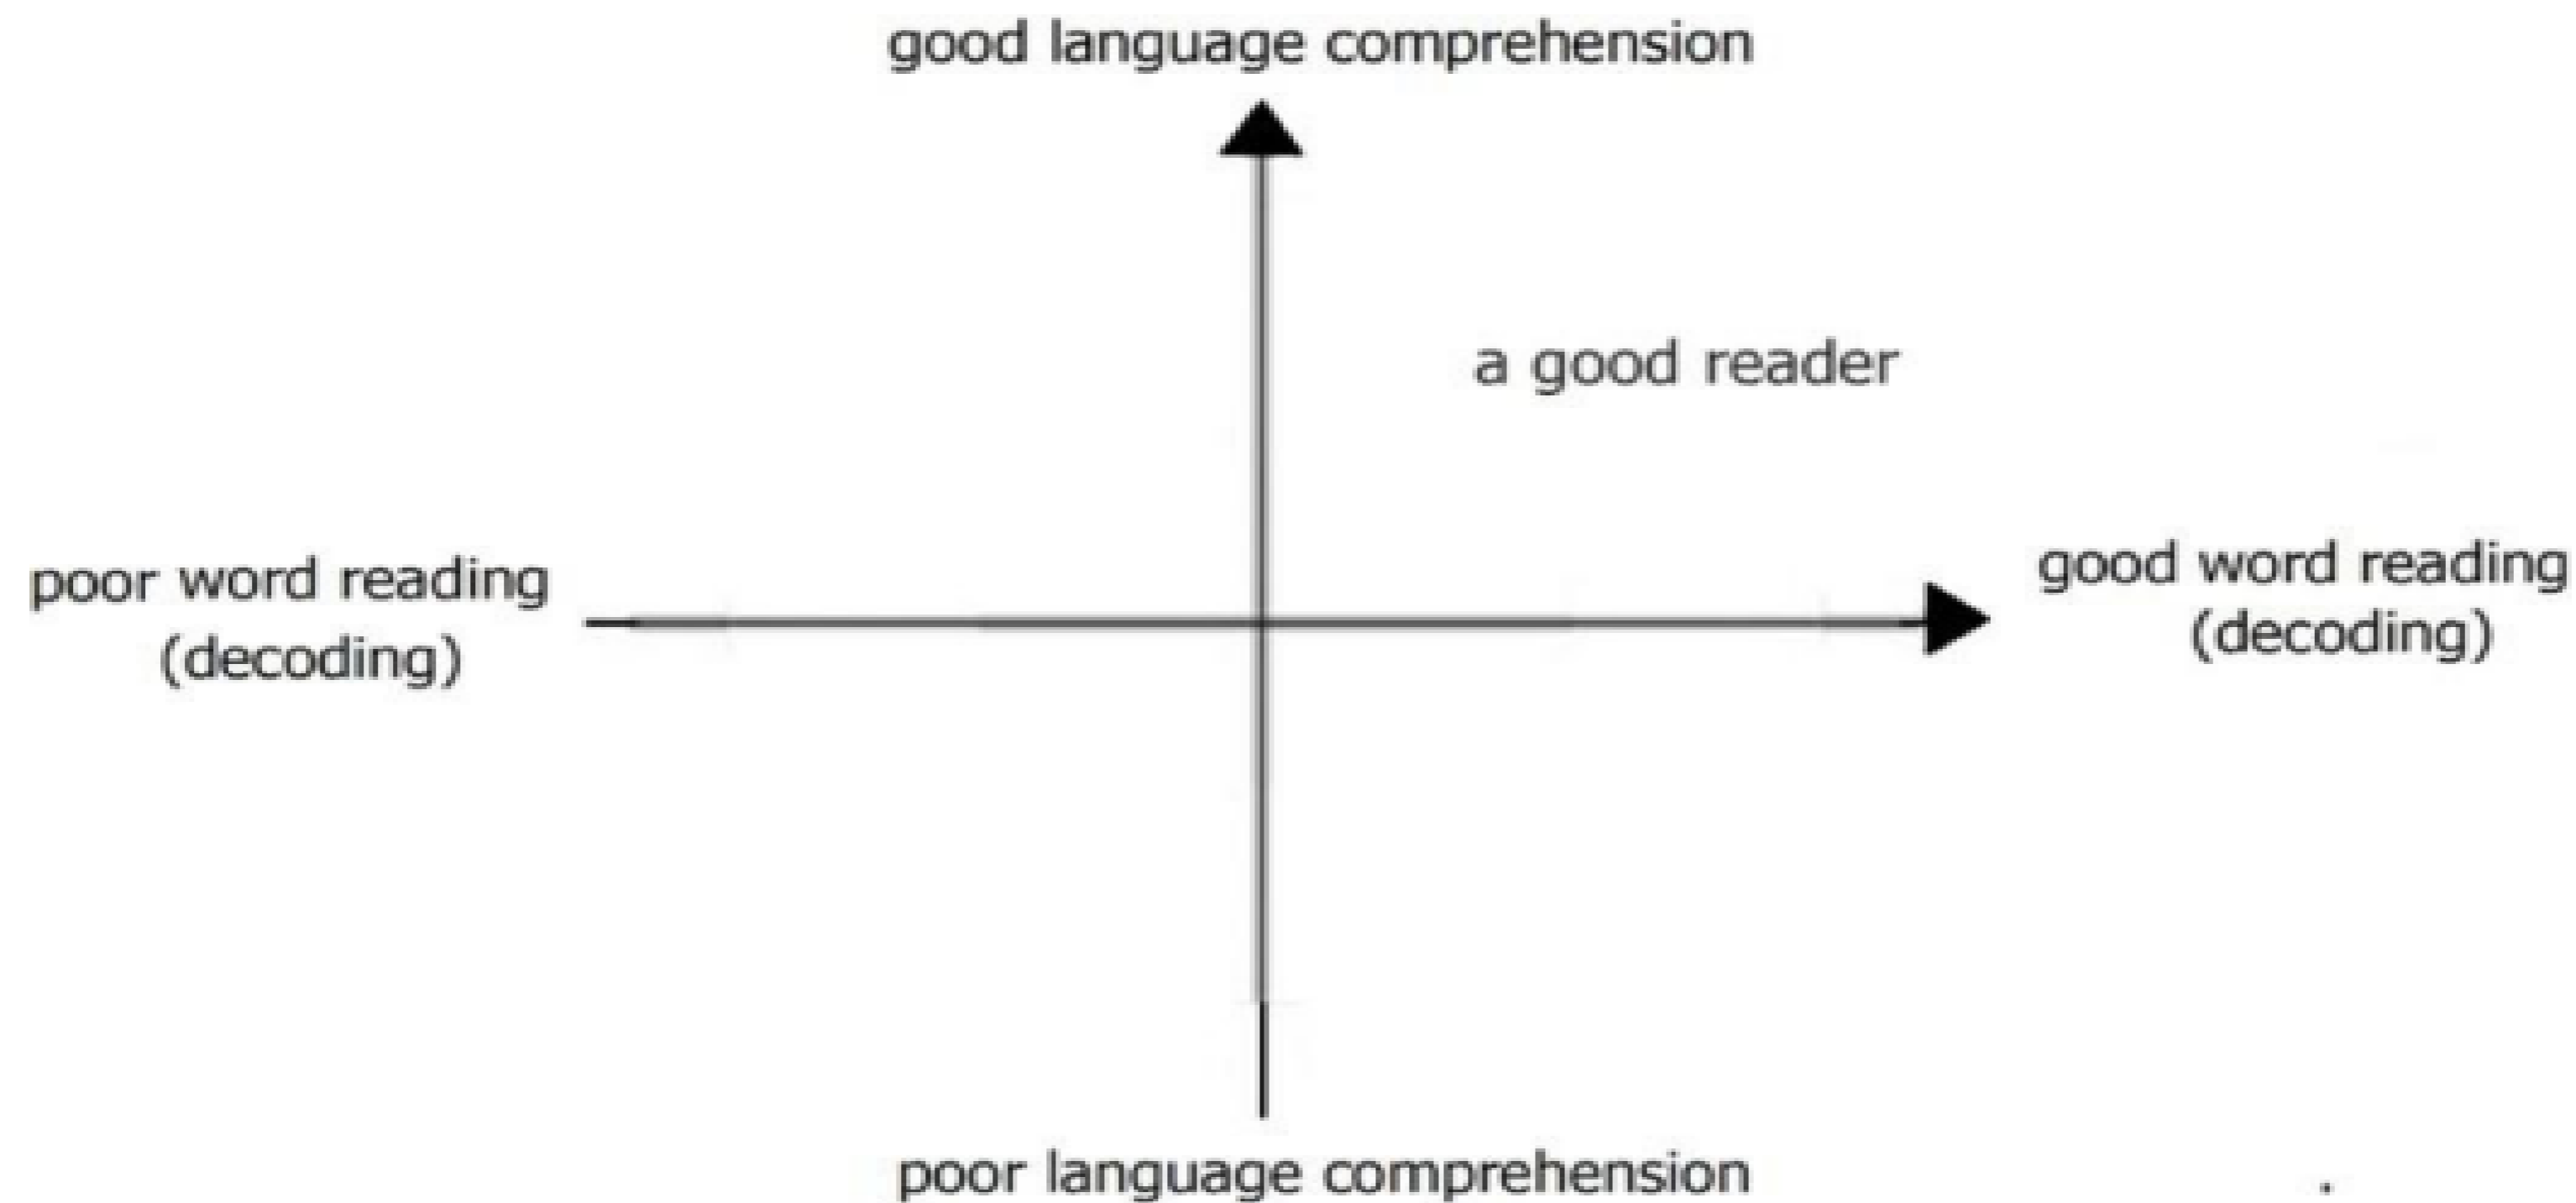 good language comprehension
a good reader
poor word reading
(decoding)
good word reading
(decoding)
poor language comprehension